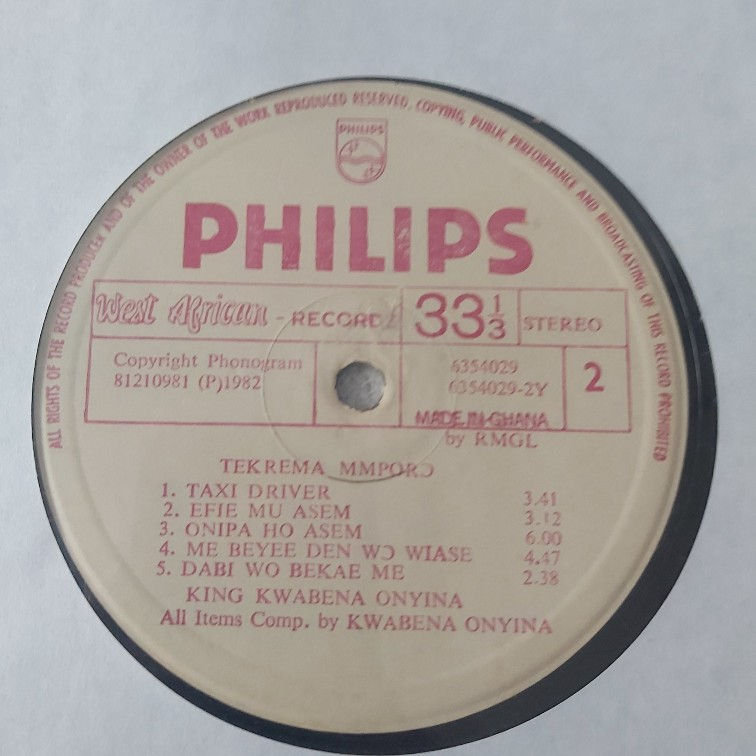 ALL RIGHTS OF THE RECORD PRODUCER AND OF THE OWNER OF THE WORK REPRODUCED RESERVED, COPYING, PUBLIC PERFORMANCE AND BROADCASTING OF THIS RECORD PROHIBITED
PHILIPS
PHILIPS
West African - RECORDS 33 1/3 STEREO
Copyright Phonogram 6354029 2
81210981 (P)1982 6354029-2Y
MADE IN GHANA
by RMGL
TEKREMA MMPORƆ
1. TAXI DRIVER 3.41
2. EFIE MU ASEM 3.12
3. ONIPA HO ASEM 6.00
4. ME BEYEE DEN WƆ WIASE 4.47
5. DABI WO BEKAE ME 2.38
KING KWABENA ONYINA
All Items Comp. by KWABENA ONYINA